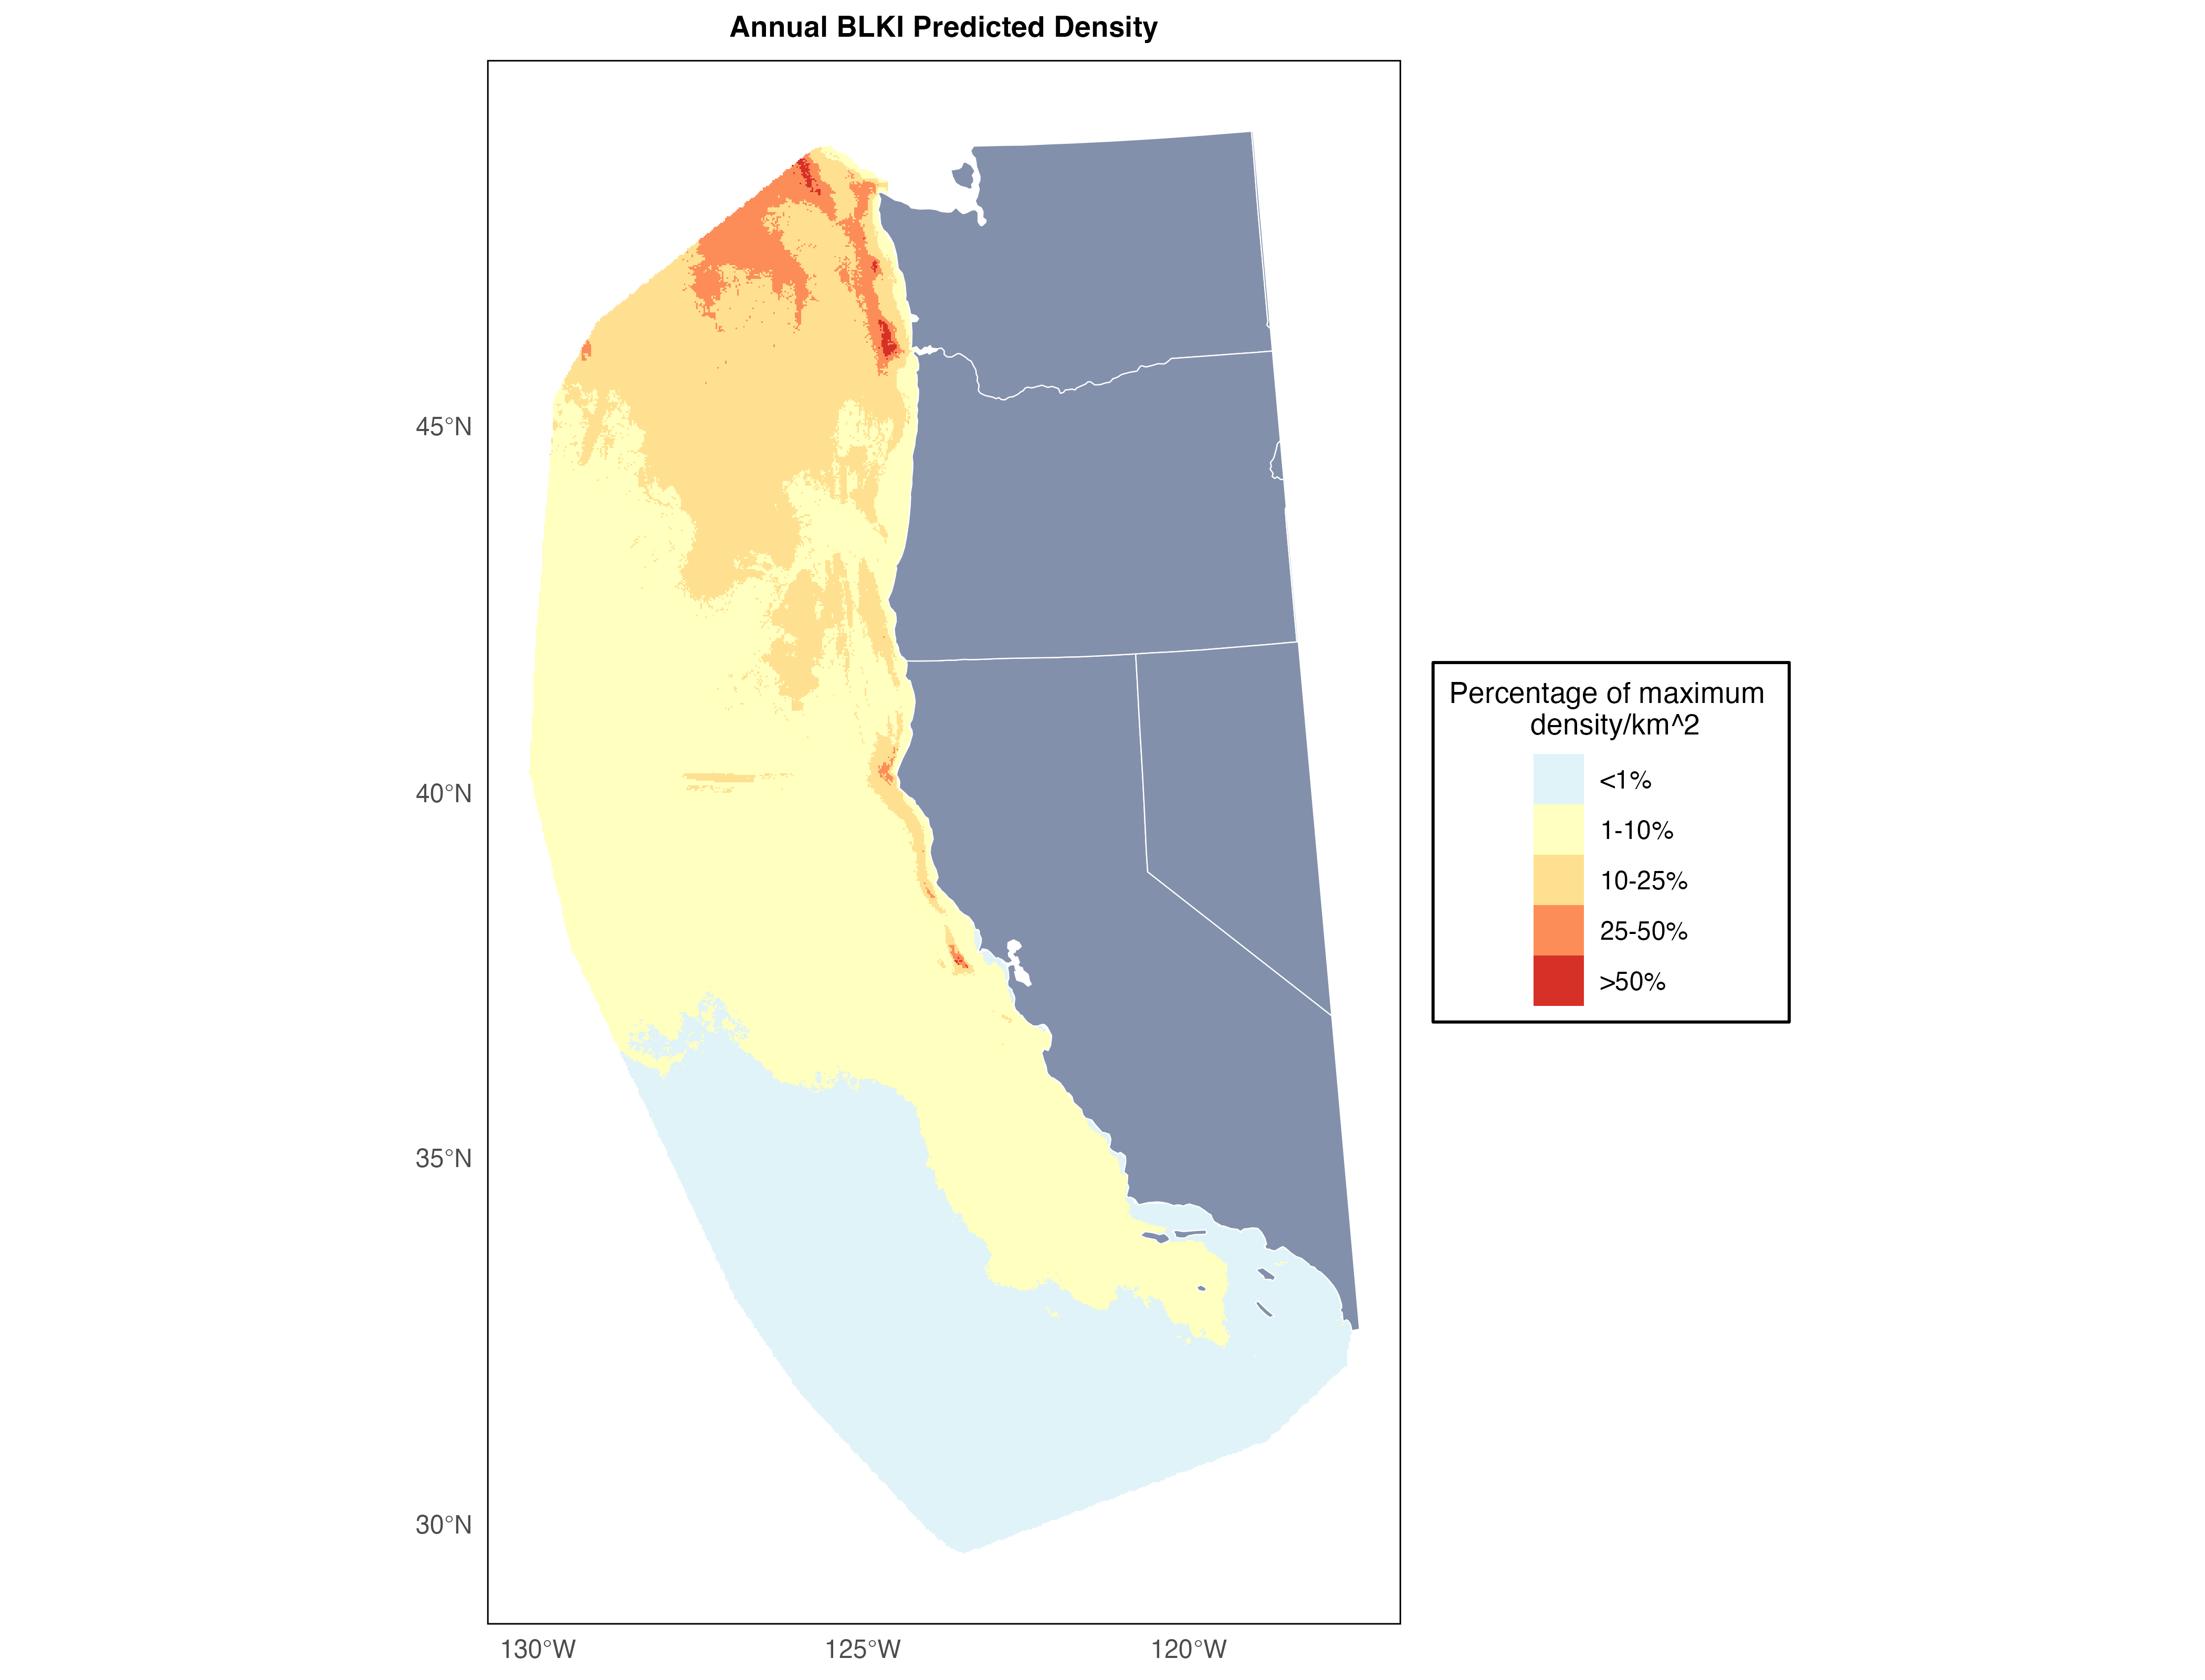 Annual BLKI Predicted Density
45°N
40°N
35°N
30°N
130°W
125°W
120°W
Percentage of maximum
density/km^2
<1%
1-10%
10-25%
25-50%
>50%